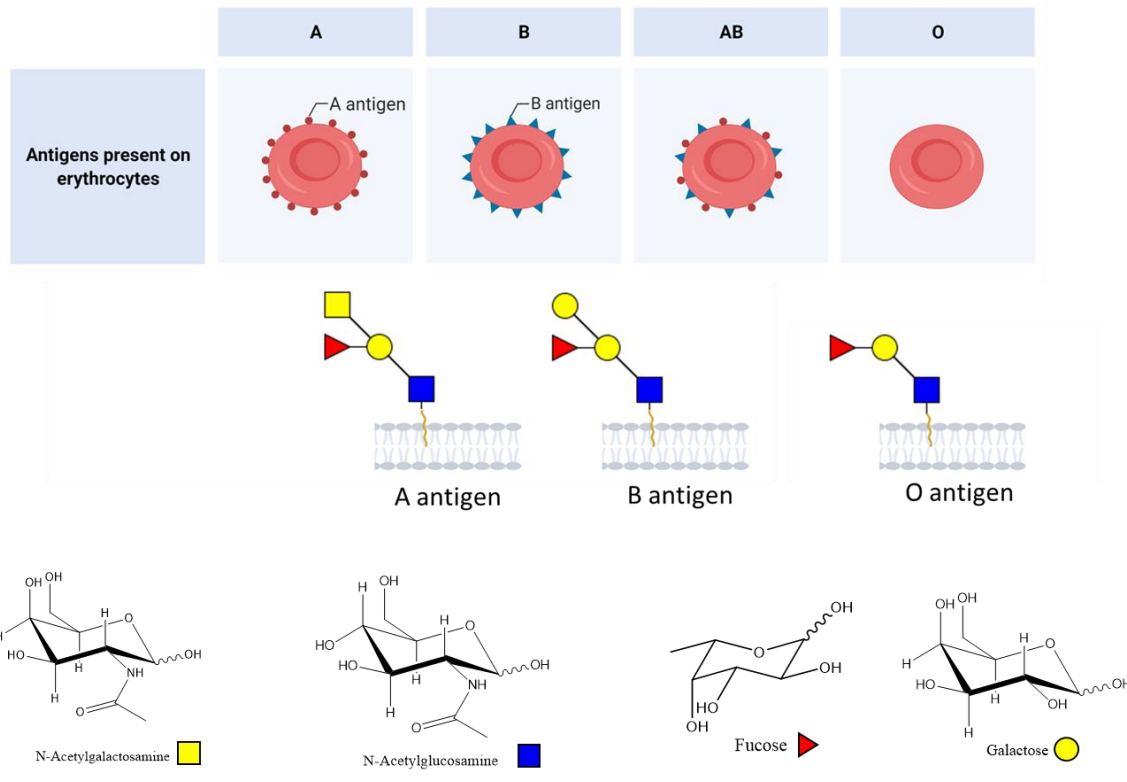 A
B
AB
O
Antigens present on
erythrocytes
A antigen
B antigen
A antigen
B antigen
O antigen
OH
OH
H
O
H
HO
H
OH
H
NH
O
N-Acetylgalactosamine
H
OH
H
O
HO
HO
H
OH
H
NH
O
N-Acetylglucosamine
OH
O
OH
HO
OH
Fucose
OH
OH
H
O
H
HO
H
OH
OH
H
Galactose